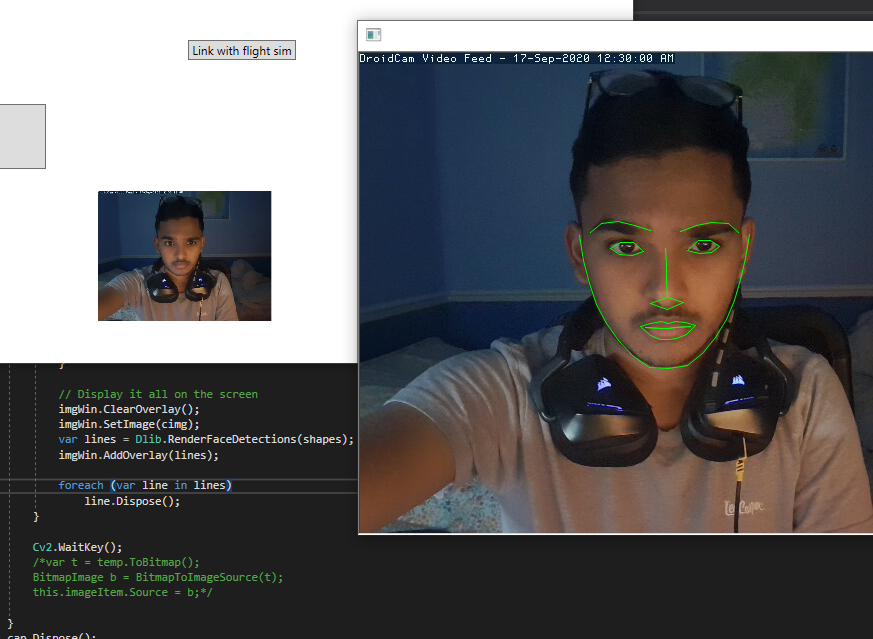 Link with flight sim
DroidCam Video Feed - 17-Sep-2020 12:30:00 AM
}
// Display it all on the screen
imgWin.ClearOverlay();
imgWin.SetImage(cimg);
var lines = Dlib.RenderFaceDetections(shapes);
imgWin.AddOverlay(lines);
foreach (var line in lines)
line.Dispose();
}
Cv2.WaitKey();
/*var t = temp.ToBitmap();
BitmapImage b = BitmapToImageSource(t);
this.imageItem.Source = b;*/
}
cap.Dispose();